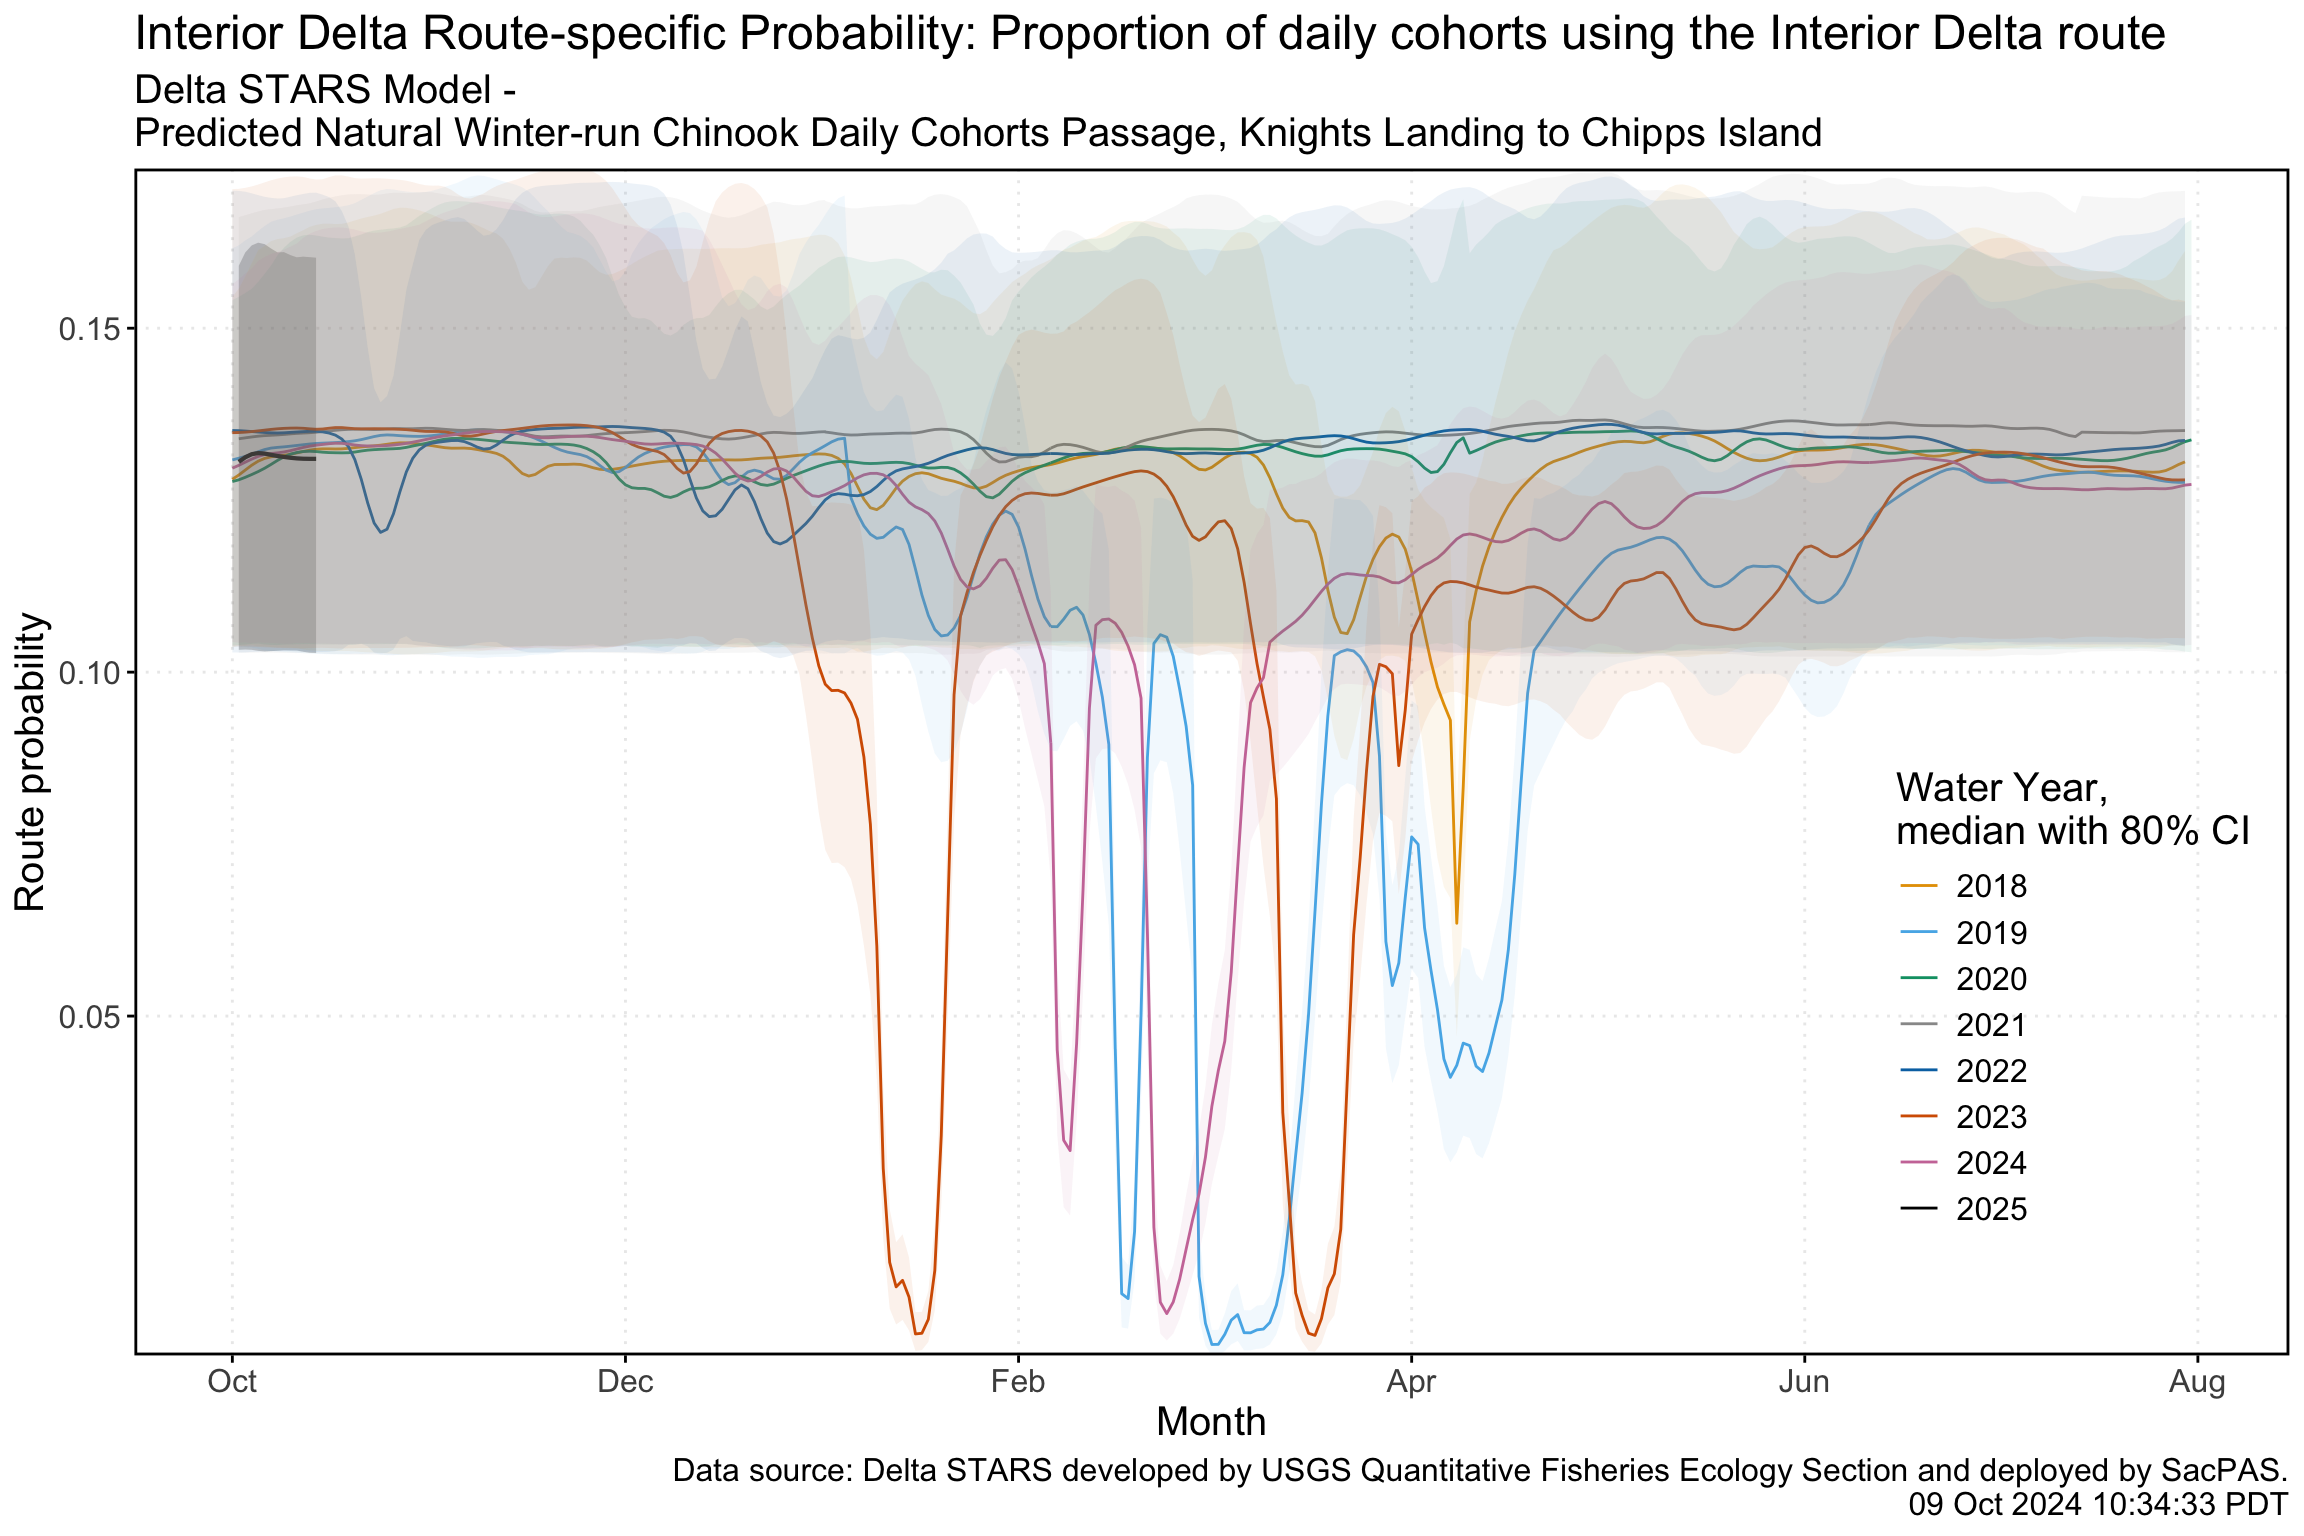 Interior Delta Route-specific Probability: Proportion of daily cohorts using the Interior Delta route
Delta STARS Model -
Predicted Natural Winter-run Chinook Daily Cohorts Passage, Knights Landing to Chipps Island
Route probability
0.15
0.10
0.05
Water Year,
median with 80% CI
2018
2019
2020
2021
2022
2023
2024
2025
Oct
Dec
Feb
Apr
Jun
Aug
Month
Data source: Delta STARS developed by USGS Quantitative Fisheries Ecology Section and deployed by SacPAS.
09 Oct 2024 10:34:33 PDT